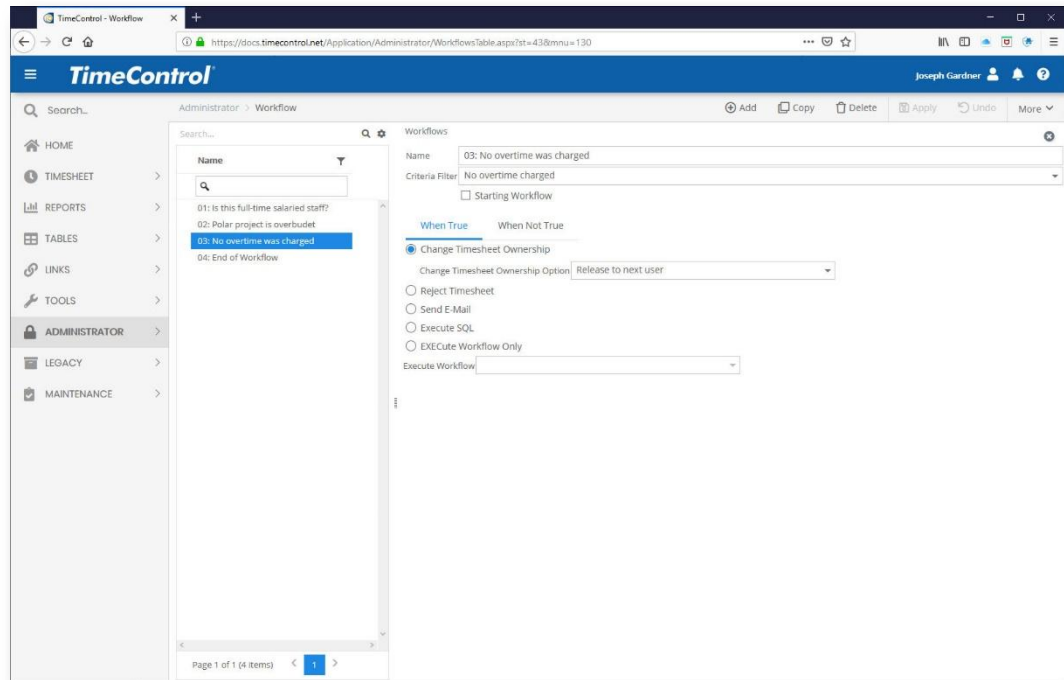 TimeControl - Workflow
https://docs.timecontrol.net/Application/Administrator/WorkflowsTable.aspx?st=43&mnu=130
TimeControl
Joseph Gardner
Search...
Administrator > Workflow
Add Copy Delete Apply Undo More
HOME
TIMESHEET
REPORTS
TABLES
LINKS
TOOLS
ADMINISTRATOR
LEGACY
MAINTENANCE
Search...
Name
01: Is this full-time salaried staff?
02: Polar project is overbudet
03: No overtime was charged
04: End of Workflow
Page 1 of 1 (4 items) < 1 >
Workflows
Name 03: No overtime was charged
Criteria Filter No overtime charged
Starting Workflow
When True When Not True
Change Timesheet Ownership
Change Timesheet Ownership Option Release to next user
Reject Timesheet
Send E-Mail
Execute SQL
EXECute Workflow Only
Execute Workflow